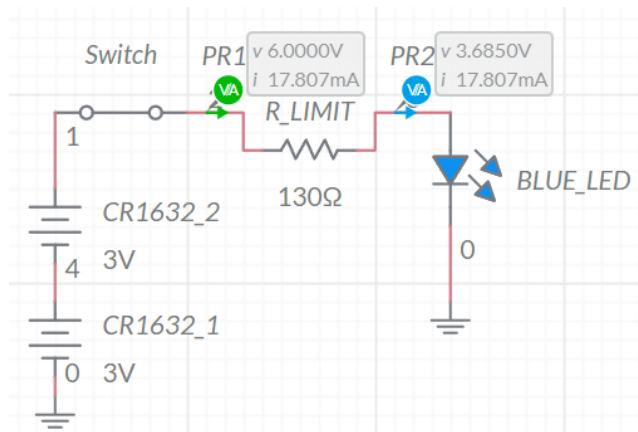 Switch
PR1
v 6.0000V
i 17.807mA
PR2
v 3.6850V
i 17.807mA
V/A
V/A
R_LIMIT
1
130Ω
BLUE_LED
CR1632_2
3V
4
0
CR1632_1
3V
0